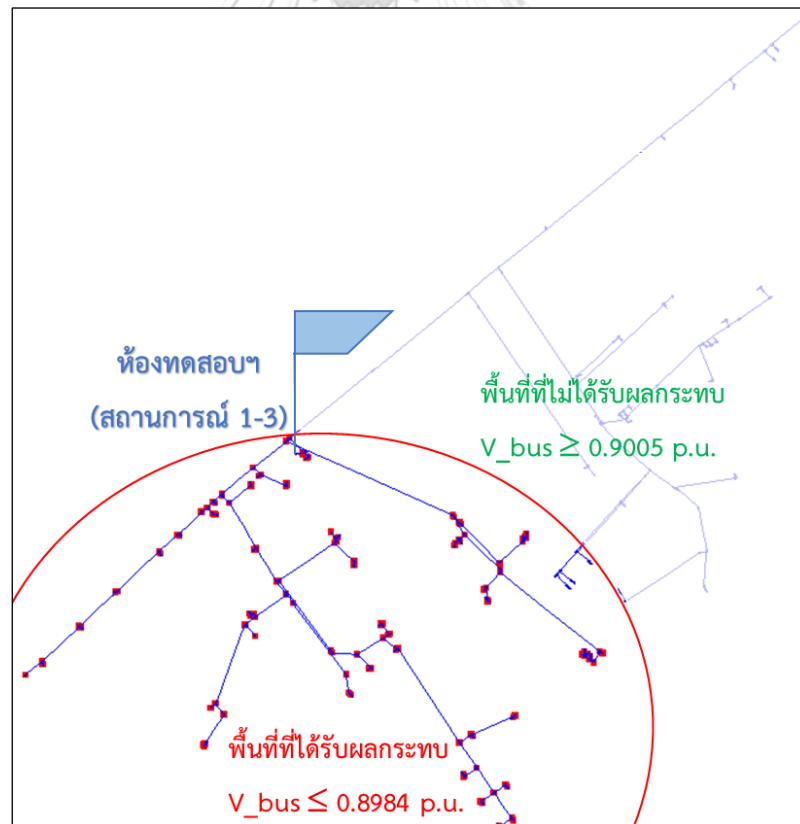 ห้องทดสอบฯ
(สถานการณ์ 1-3)
พื้นที่ที่ไม่ได้รับผลกระทบ
V_bus ≥ 0.9005 p.u.
พื้นที่ที่ได้รับผลกระทบ
V_bus ≤ 0.8984 p.u.